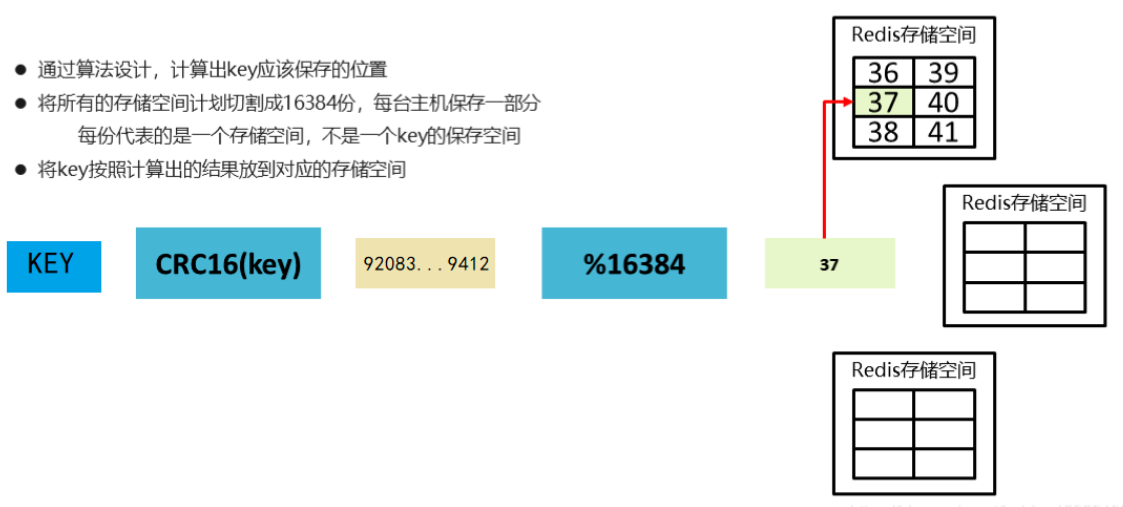 ● 通过算法设计，计算出key应该保存的位置
● 将所有的存储空间计划切割成16384份，每台主机保存一部分
每份代表的是一个存储空间，不是一个key的保存空间
● 将key按照计算出的结果放到对应的存储空间
KEY
CRC16(key)
92083...9412
%16384
37
Redis存储空间
36 39
37 40
38 41
Redis存储空间
Redis存储空间